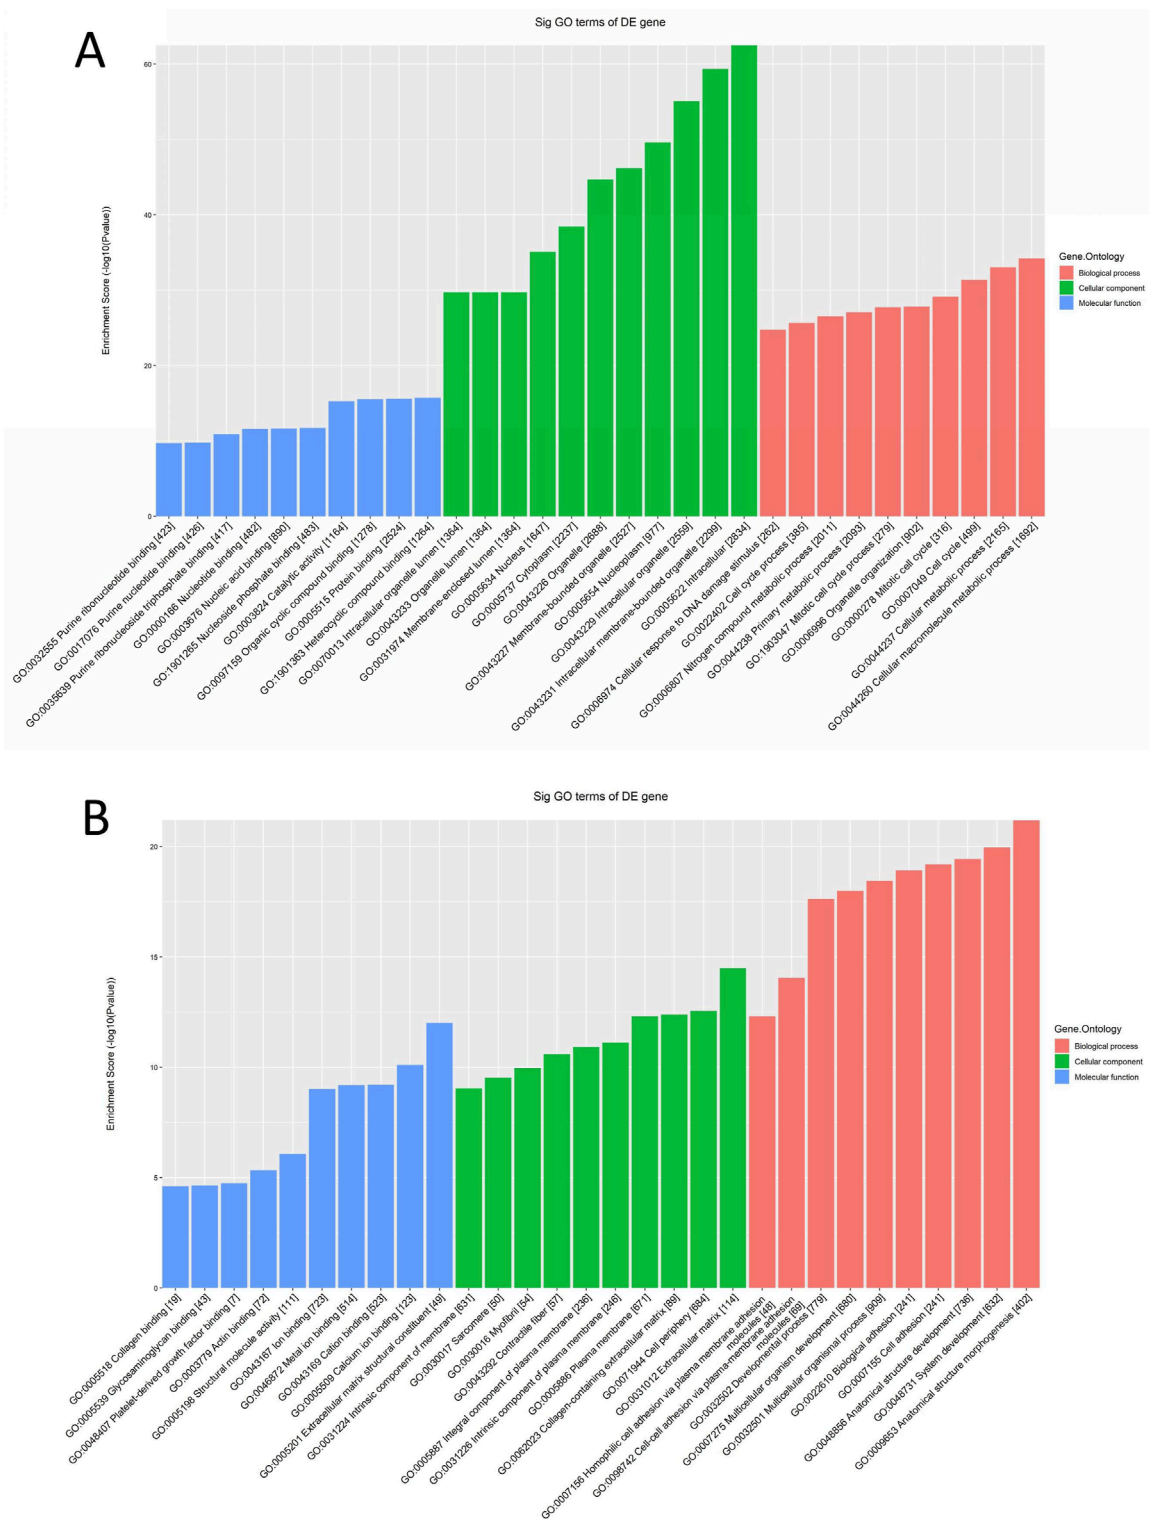 A
Sig GO terms of DE gene
Enrichment Score (-log10(Pvalue))
60
40
20
0
GO:0032555 Purine ribonucleotide binding [423]
GO:0017076 Purine nucleotide binding [426]
GO:0035639 Purine ribonucleoside triphosphate binding [417]
GO:0000166 Nucleotide binding [482]
GO:0003676 Nucleic acid binding [890]
GO:1901265 Nucleoside phosphate binding [483]
GO:0003824 Catalytic activity [1164]
GO:0097159 Organic cyclic compound binding [1278]
GO:0005515 Protein binding [2524]
GO:1901363 Heterocyclic compound binding [1264]
GO:0070013 Intracellular organelle lumen [1364]
GO:0043233 Organelle lumen [1364]
GO:0031974 Membrane-enclosed lumen [1364]
GO:0005634 Nucleus [1647]
GO:0005737 Cytoplasm [2237]
GO:0043226 Organelle [2688]
GO:0043227 Membrane-bounded organelle [2527]
GO:0005654 Nucleoplasm [977]
GO:0043229 Intracellular organelle [2559]
GO:0043231 Intracellular membrane-bounded organelle [2299]
GO:0005622 Intracellular [2834]
GO:0006974 Cellular response to DNA damage stimulus [262]
GO:0022402 Cell cycle process [385]
GO:0006807 Nitrogen compound metabolic process [2011]
GO:0044238 Primary metabolic process [2093]
GO:1903047 Mitotic cell cycle process [279]
GO:0006996 Organelle organization [902]
GO:0000278 Mitotic cell cycle [316]
GO:0007049 Cell cycle [499]
GO:0044237 Cellular metabolic process [2165]
GO:0044260 Cellular macromolecule metabolic process [1692]
Gene.Ontology
Biological process
Cellular component
Molecular function
B
Sig GO terms of DE gene
Enrichment Score (-log10(Pvalue))
20
15
10
5
0
GO:0005518 Collagen binding [19]
GO:0005539 Glycosaminoglycan binding [43]
GO:0048407 Platelet-derived growth factor binding [7]
GO:0003779 Actin binding [72]
GO:0005198 Structural molecule activity [111]
GO:0043167 Ion binding [723]
GO:0046872 Metal ion binding [514]
GO:0043169 Cation binding [523]
GO:0005509 Calcium ion binding [123]
GO:0005201 Extracellular matrix structural constituent [49]
GO:0031224 Intrinsic component of membrane [631]
GO:0030017 Sarcomere [50]
GO:0030016 Myofibril [54]
GO:0043292 Contractile fiber [57]
GO:0005887 Integral component of plasma membrane [236]
GO:0031226 Intrinsic component of plasma membrane [246]
GO:0005886 Plasma membrane [671]
GO:0062023 Collagen-containing extracellular matrix [89]
GO:0071944 Cell periphery [684]
GO:0031012 Extracellular matrix [114]
GO:0007156 Homophilic cell adhesion via plasma membrane adhesion
molecules [48]
GO:0098742 Cell-cell adhesion via plasma-membrane adhesion
molecules [69]
GO:0032502 Developmental process [779]
GO:0007275 Multicellular organism development [680]
GO:0032501 Multicellular organismal process [909]
GO:0022610 Biological adhesion [241]
GO:0007155 Cell adhesion [241]
GO:0048856 Anatomical structure development [736]
GO:0048731 System development [632]
GO:0009653 Anatomical structure morphogenesis [402]
Gene.Ontology
Biological process
Cellular component
Molecular function